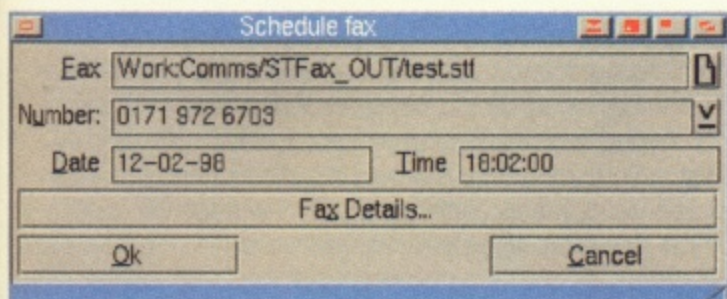 Schedule fax
Fax Work:Comms/STFax_OUT/test.stf
Number: 0171 972 6703
Date 12-02-98 Time 18:02:00
Fax Details...
Ok Cancel